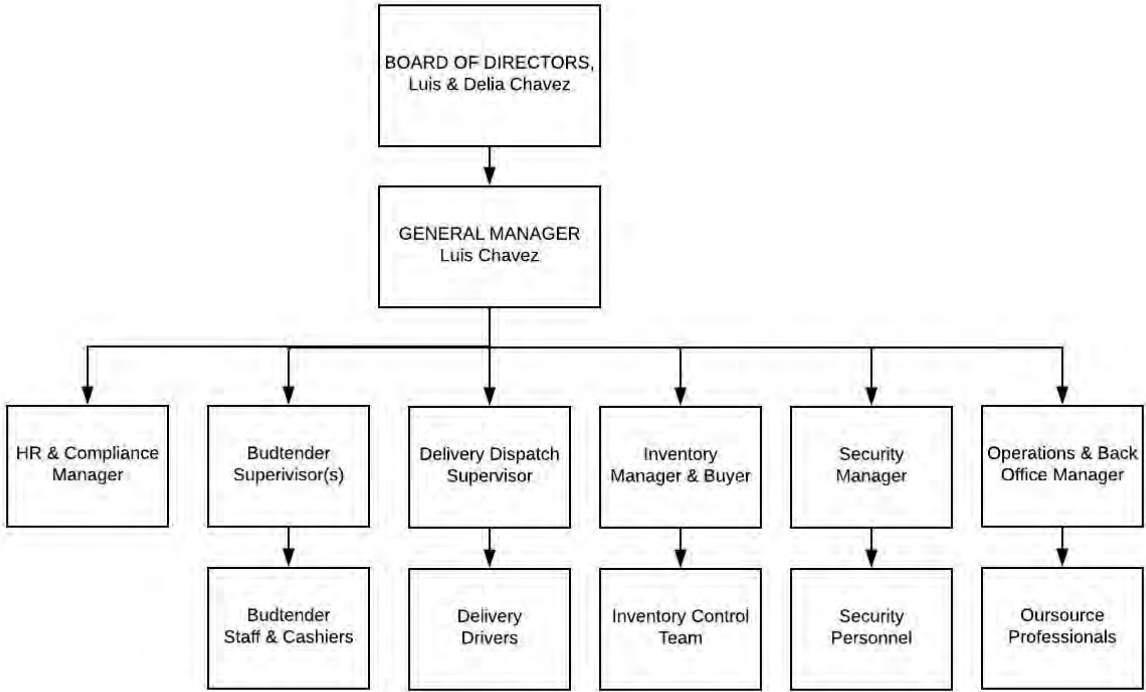 BOARD OF DIRECTORS,
Luis & Delia Chavez
GENERAL MANAGER
Luis Chavez
HR & Compliance
Manager
Budtender
Superivisor(s)
Delivery Dispatch
Supervisor
Inventory
Manager & Buyer
Security
Manager
Operations & Back
Office Manager
Budtender
Staff & Cashiers
Delivery
Drivers
Inventory Control
Team
Security
Personnel
Oursource
Professionals